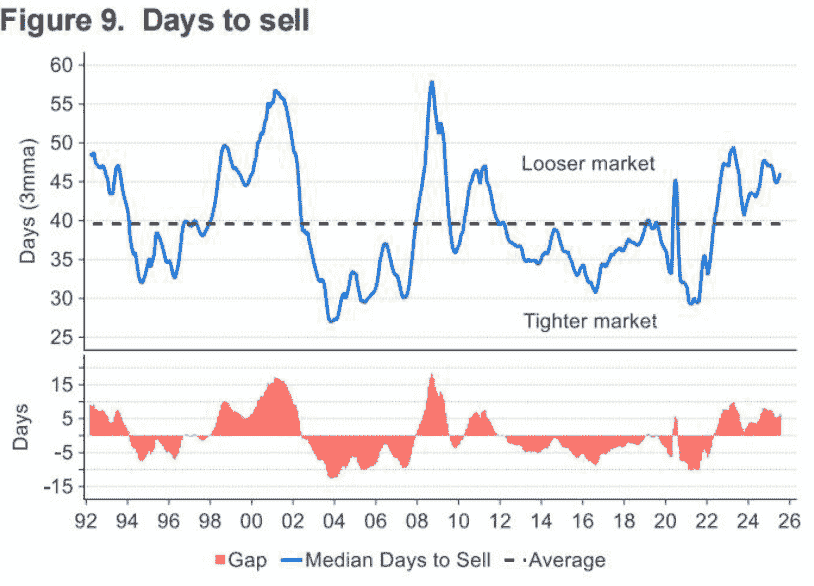 Figure 9. Days to sell
Days (3mma)
60
55
50
45
40
35
30
25
Looser market
Tighter market
Days
15
5
-5
-15
92 94 96 98 00 02 04 06 08 10 12 14 16 18 20 22 24 26
Gap Median Days to Sell Average